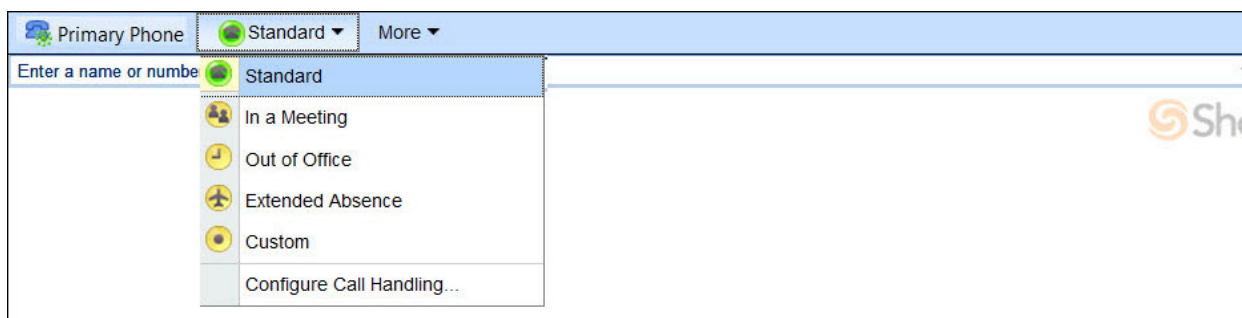 Primary Phone Standard More
Enter a name or numbe
Standard
In a Meeting
Out of Office
Extended Absence
Custom
Configure Call Handling...